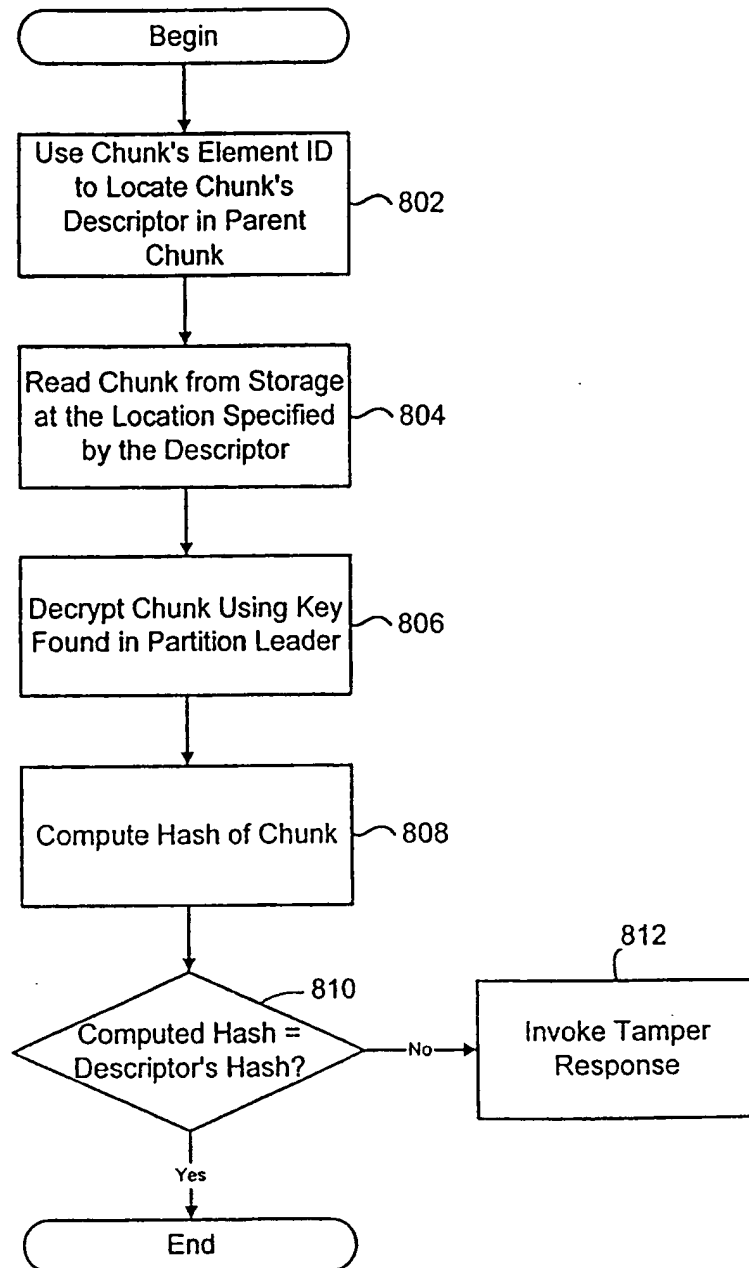 Begin
Use Chunk's Element ID
to Locate Chunk's
Descriptor in Parent
Chunk
802
Read Chunk from Storage
at the Location Specified
by the Descriptor
804
Decrypt Chunk Using Key
Found in Partition Leader
806
Compute Hash of Chunk
808
810
Computed Hash =
Descriptor's Hash?
No
812
Invoke Tamper
Response
Yes
End